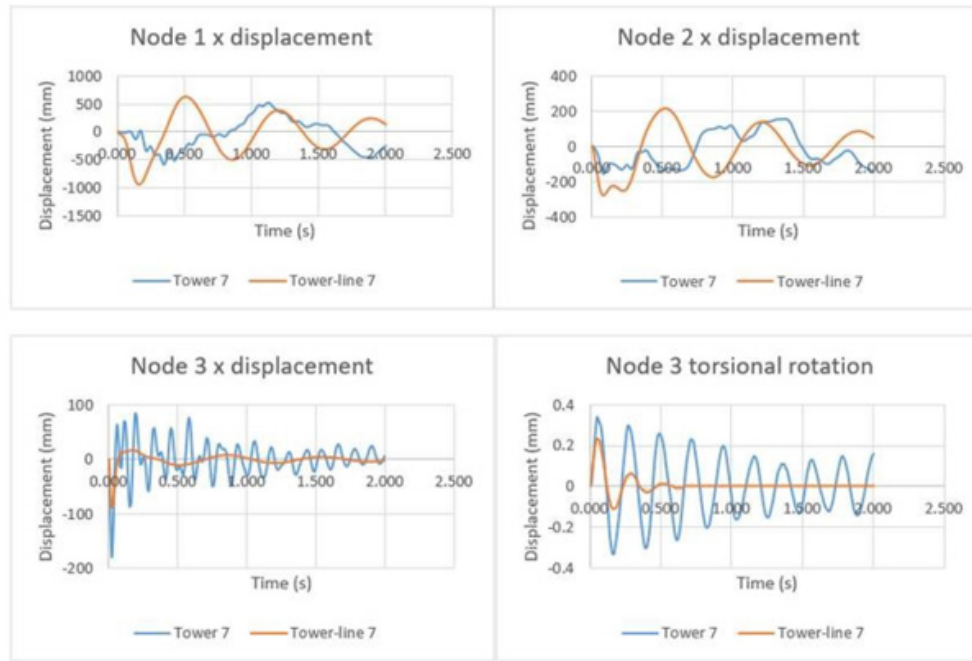 Node 1 x displacement
Displacement (mm)
1000
500
0
-500
-1000
-1500
0.000 0.500 1.000 1.500 2.000 2.500
Time (s)
Tower 7 Tower-line 7
Node 2 x displacement
Displacement (mm)
400
200
0
-200
-400
0.000 0.500 1.000 1.500 2.000 2.500
Time (s)
Tower 7 Tower-line 7
Node 3 x displacement
Displacement (mm)
100
0
-100
-200
0.000 0.500 1.000 1.500 2.000 2.500
Time (s)
Tower 7 Tower-line 7
Node 3 torsional rotation
Displacement (mm)
0.4
0.2
0
-0.2
-0.4
0.000 0.500 1.000 1.500 2.000 2.500
Time (s)
Tower 7 Tower-line 7